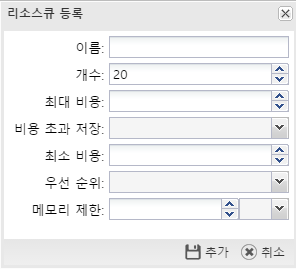 리소스큐 등록
이름:
개수: 20
최대 비용:
비용 초과 저장:
최소 비용:
우선 순위:
메모리 제한:
추가 취소